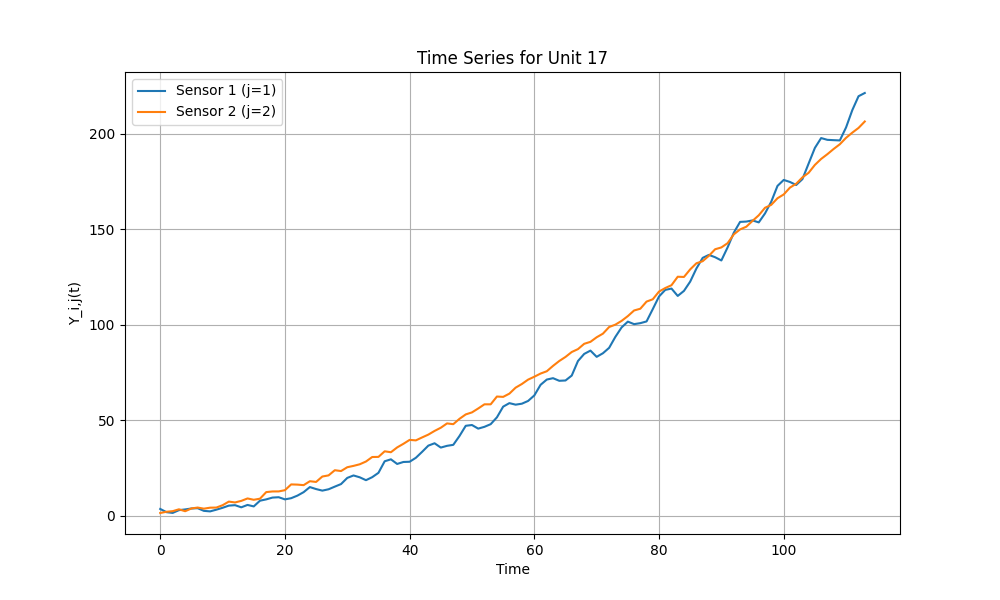 Time Series for Unit 17
Sensor 1 (j=1)
Sensor 2 (j=2)
Y_i,j(t)
200
150
100
50
0
0 20 40 60 80 100
Time